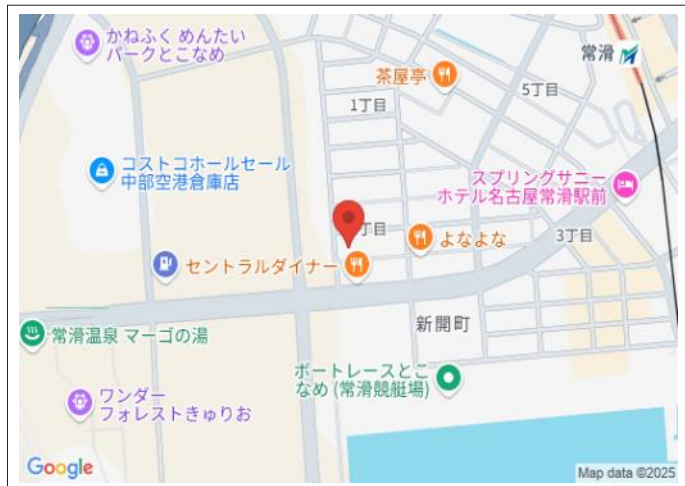 かねふく めんたい
パークとこなめ
常滑
茶屋亭
5丁目
1丁目
コストコホールセール
中部空港倉庫店
スプリングサニー
ホテル名古屋常滑駅前
丁目
よなよな
3丁目
セントラルダイナー
新開町
常滑温泉 マーゴの湯
ボートレースとこ
なめ (常滑競艇場)
ワンダー
フォレストきゅりお
Google
Map data ©2025